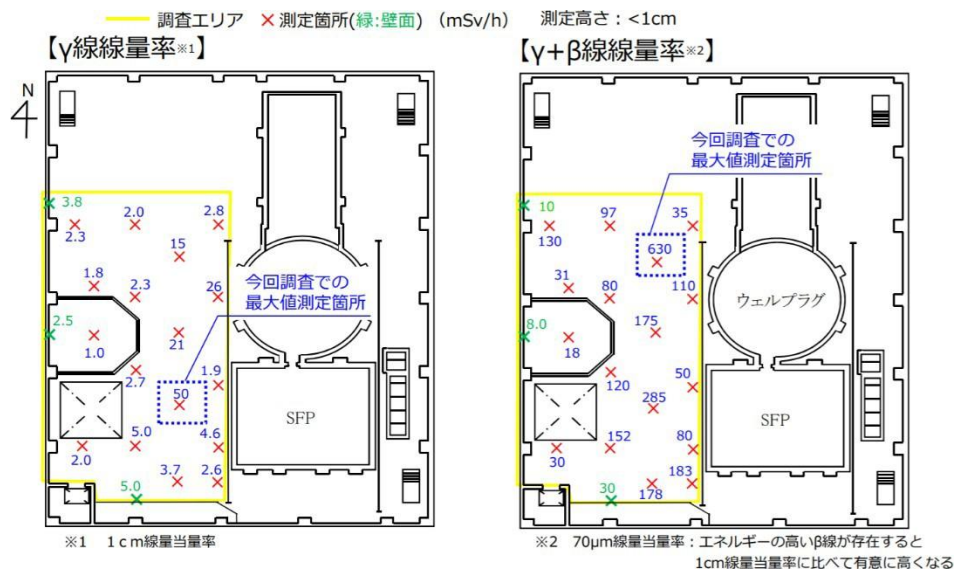 調査エリア × 測定箇所(緑:壁面) (mSv/h) 測定高さ:<1cm
【γ線線量率※1】
【γ+β線線量率※2】
N
今回調査での
最大値測定箇所
3.8
2.0
2.8
2.3
15
1.8
2.3
26
今回調査での
最大値測定箇所
2.5
1.0
21
2.7
1.9
50
SFP
5.0
4.6
2.0
3.7
2.6
5.0
10
97
35
130
630
31
80
110
ウェルプラグ
8.0
18
175
120
50
285
SFP
152
80
30
183
178
30
※1 1cm線量当量率
※2 70μm線量当量率:エネルギーの高いβ線が存在すると
1cm線量当量率に比べて有意に高くなる